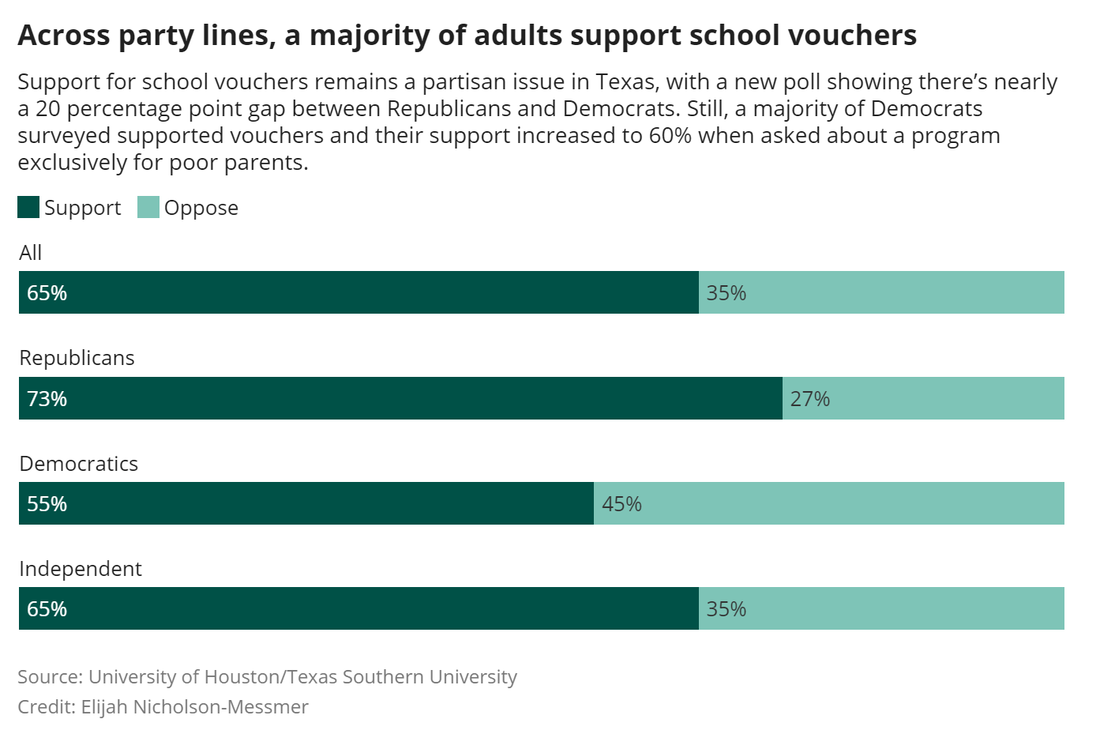 Across party lines, a majority of adults support school vouchers
Support for school vouchers remains a partisan issue in Texas, with a new poll showing there’s nearly
a 20 percentage point gap between Republicans and Democrats. Still, a majority of Democrats
surveyed supported vouchers and their support increased to 60% when asked about a program
exclusively for poor parents.
Support Oppose
All
65% 35%
Republicans
73% 27%
Democratics
55% 45%
Independent
65% 35%
Source: University of Houston/Texas Southern University
Credit: Elijah Nicholson-Messmer